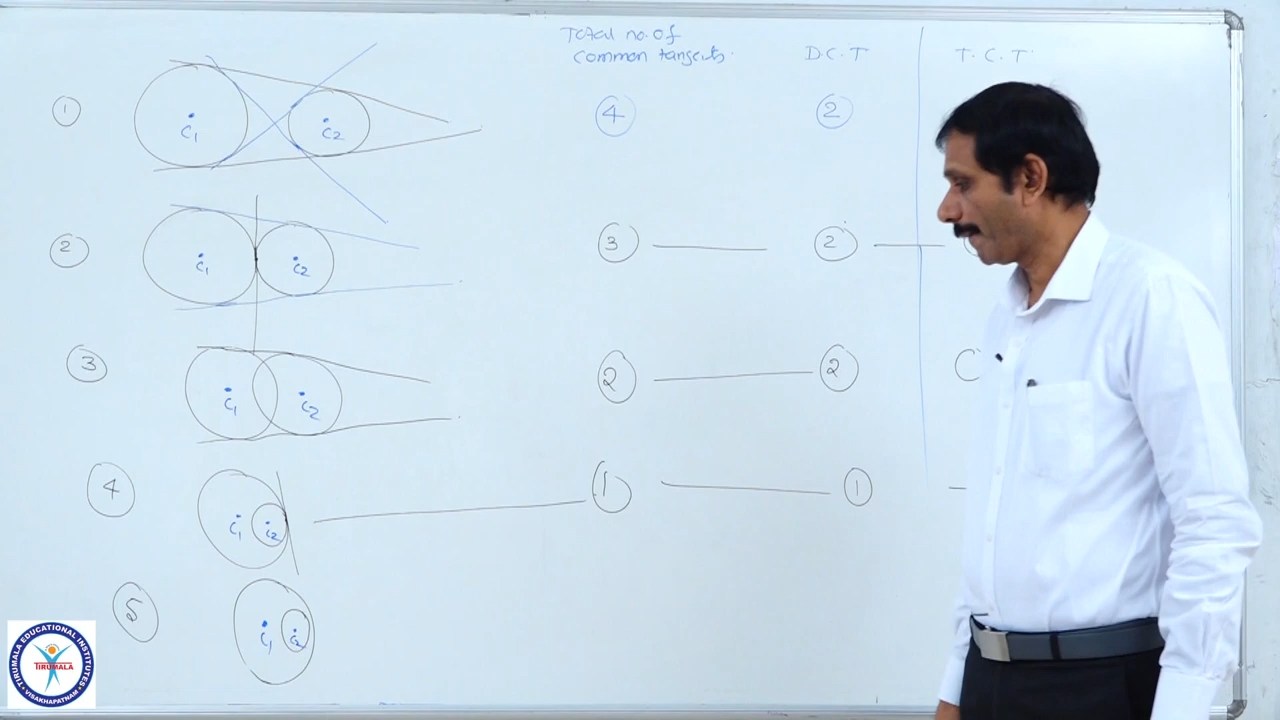 Total no. of
common tangents.
D.C.T
T.C.T
1
C1
C2
4
2
2
C1
C2
3
2
3
C1
C2
2
2
4
C1
C2
1
1
5
C1
C2
TIRUMALA EDUCATIONAL INSTITUTES
TIRUMALA
VISAKHAPATNAM